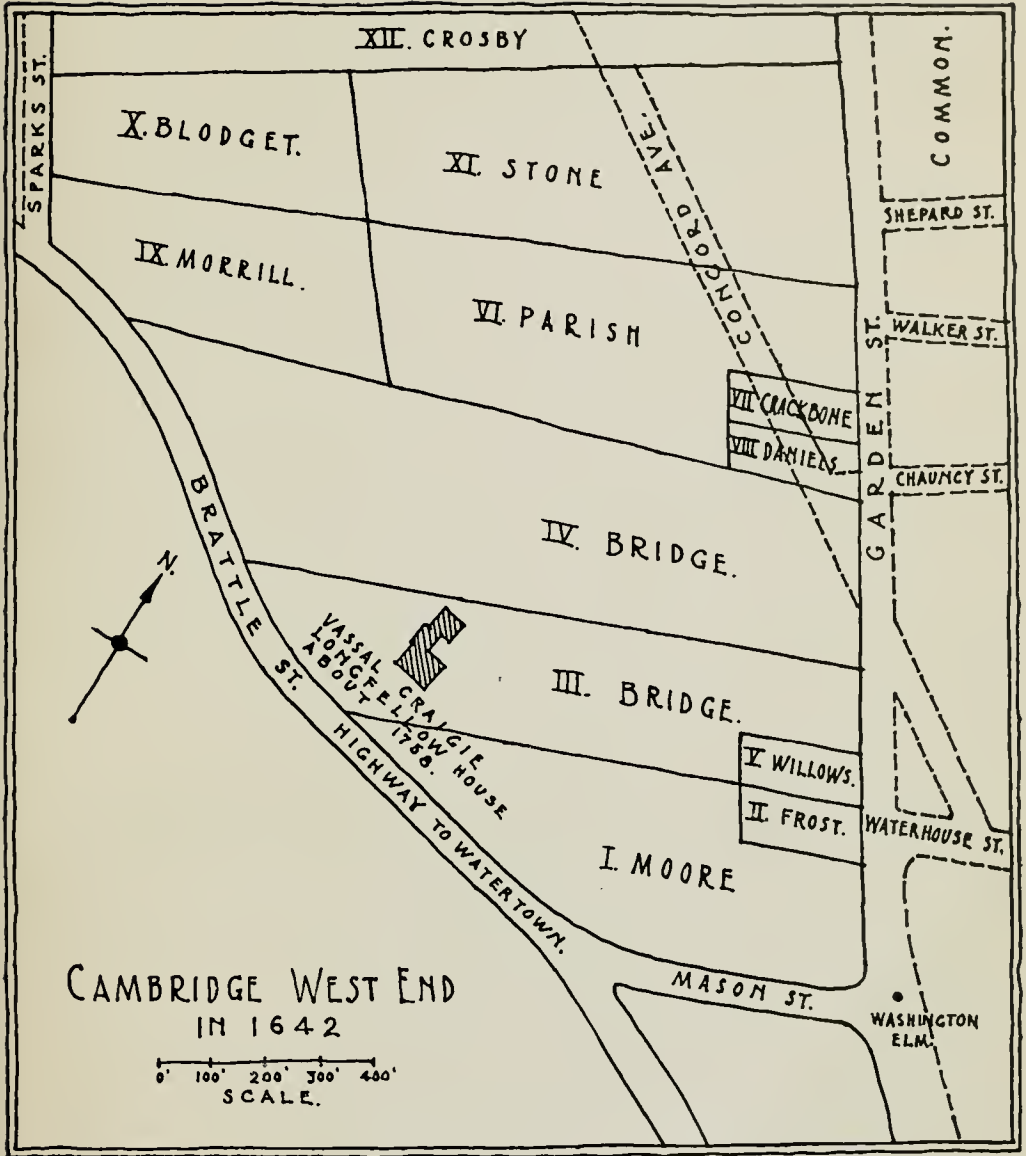 XII. CROSBY
COMMON.
SPARKS ST.
X. BLODGET.
XI. STONE
CONCORD AVE.
SHEPARD ST.
IX MORRILL.
VI. PARISH
WALKER ST.
GARDEN ST.
VII CRACKBONE
VIII DANIELS
CHAUNCY ST.
IV. BRIDGE.
N.
BRATTLE ST.
VASSAL CRAIGIE
LONGFELLOW HOUSE
ABOUT 1758.
III. BRIDGE.
V WILLOWS.
II. FROST.
WATERHOUSE ST.
HIGHWAY TO WATERTOWN.
I. MOORE
MASON ST.
WASHINGTON
ELM.
CAMBRIDGE WEST END
IN 1642
0' 100' 200' 300' 400'
SCALE.